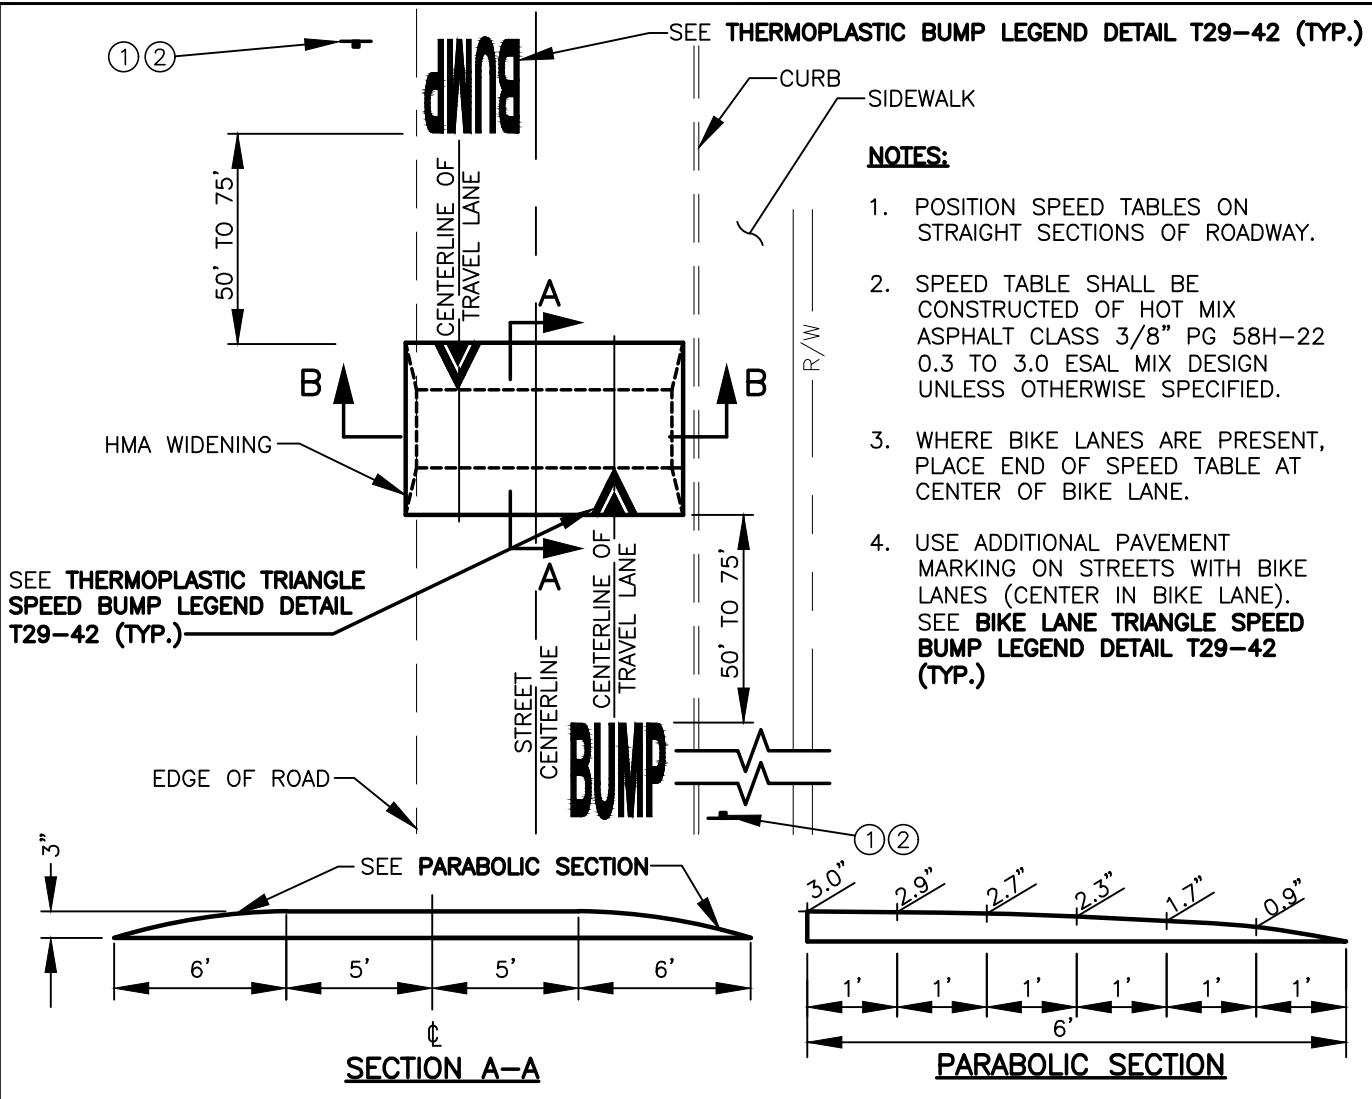 SEE THERMOPLASTIC BUMP LEGEND DETAIL T29-42 (TYP.)
1 2
BUMP
CURB
SIDEWALK
50' TO 75'
CENTERLINE OF
TRAVEL LANE
A
B
B
R/W
HMA WIDENING
A
SEE THERMOPLASTIC TRIANGLE
SPEED BUMP LEGEND DETAIL
T29-42 (TYP.)
CENTERLINE OF
TRAVEL LANE
50' TO 75'
STREET
CENTERLINE
BUMP
EDGE OF ROAD
1 2
NOTES:
1. POSITION SPEED TABLES ON
STRAIGHT SECTIONS OF ROADWAY.
2. SPEED TABLE SHALL BE
CONSTRUCTED OF HOT MIX
ASPHALT CLASS 3/8" PG 58H-22
0.3 TO 3.0 ESAL MIX DESIGN
UNLESS OTHERWISE SPECIFIED.
3. WHERE BIKE LANES ARE PRESENT,
PLACE END OF SPEED TABLE AT
CENTER OF BIKE LANE.
4. USE ADDITIONAL PAVEMENT
MARKING ON STREETS WITH BIKE
LANES (CENTER IN BIKE LANE).
SEE BIKE LANE TRIANGLE SPEED
BUMP LEGEND DETAIL T29-42
(TYP.)
3"
SEE PARABOLIC SECTION
6' 5' 5' 6'
℄
SECTION A-A
3.0" 2.9" 2.7" 2.3" 1.7" 0.9"
1' 1' 1' 1' 1' 1'
6'
PARABOLIC SECTION